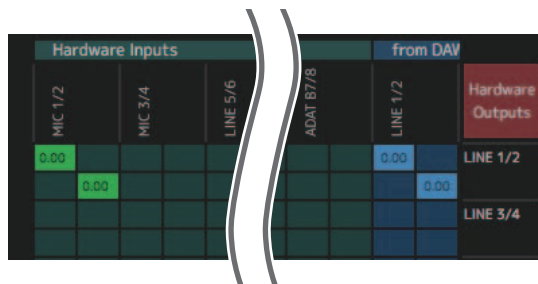 Hardware Inputs
from DAW
MIC 1/2
MIC 3/4
LINE 5/6
ADAT B7/8
LINE 1/2
Hardware
Outputs
0.00
0.00
LINE 1/2
0.00
0.00
LINE 3/4